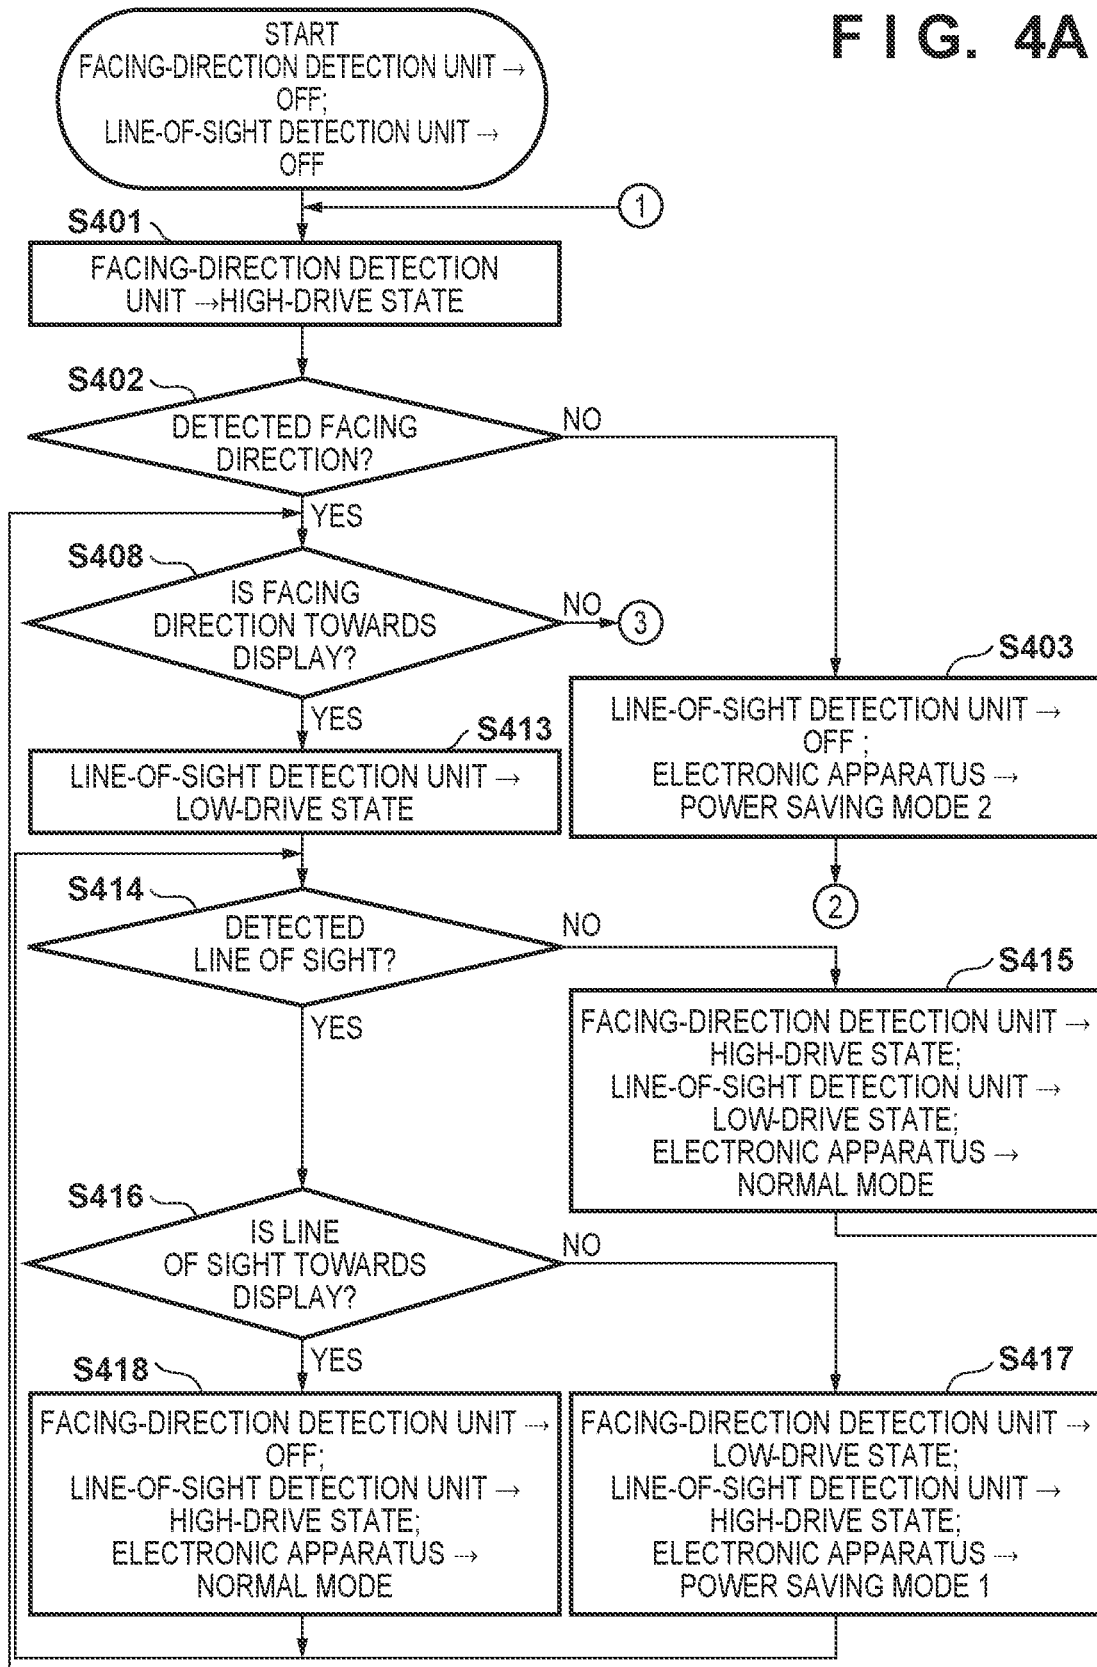 FIG. 4A
START
FACING-DIRECTION DETECTION UNIT →
OFF;
LINE-OF-SIGHT DETECTION UNIT →
OFF
1
S401
FACING-DIRECTION DETECTION
UNIT →HIGH-DRIVE STATE
S402
DETECTED FACING
DIRECTION?
NO
YES
S408
IS FACING
DIRECTION TOWARDS
DISPLAY?
NO
3
YES
S403
LINE-OF-SIGHT DETECTION UNIT →
OFF ;
ELECTRONIC APPARATUS →
POWER SAVING MODE 2
2
S413
LINE-OF-SIGHT DETECTION UNIT →
LOW-DRIVE STATE
S414
DETECTED
LINE OF SIGHT?
NO
YES
S415
FACING-DIRECTION DETECTION UNIT →
HIGH-DRIVE STATE;
LINE-OF-SIGHT DETECTION UNIT →
LOW-DRIVE STATE;
ELECTRONIC APPARATUS →
NORMAL MODE
S416
IS LINE
OF SIGHT TOWARDS
DISPLAY?
NO
YES
S418
FACING-DIRECTION DETECTION UNIT →
OFF;
LINE-OF-SIGHT DETECTION UNIT →
HIGH-DRIVE STATE;
ELECTRONIC APPARATUS →
NORMAL MODE
S417
FACING-DIRECTION DETECTION UNIT →
LOW-DRIVE STATE;
LINE-OF-SIGHT DETECTION UNIT →
HIGH-DRIVE STATE;
ELECTRONIC APPARATUS →
POWER SAVING MODE 1